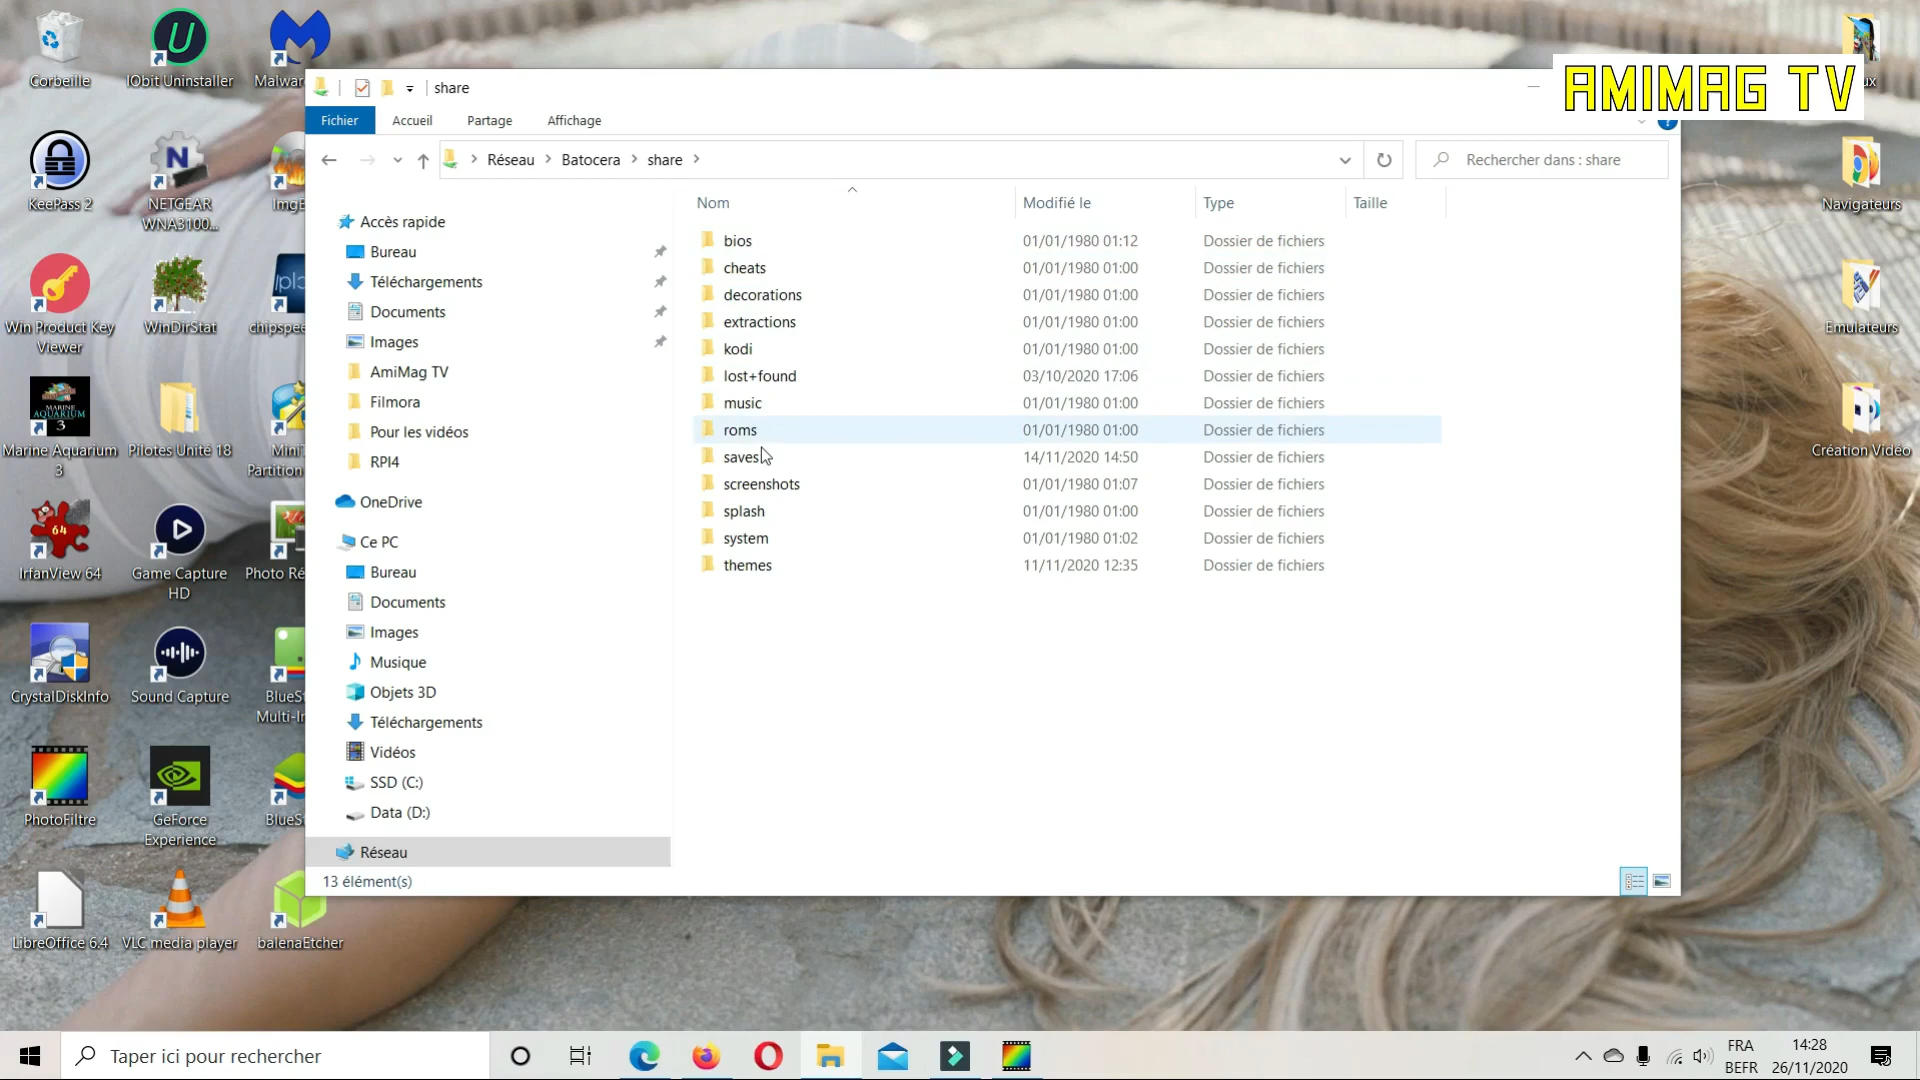 Corbeille
IObit Uninstaller
Malwar
KeePass 2
NETGEAR
WNA3100...
ImgB
Win Product Key
Viewer
WinDirStat
chipspee
Marine Aquarium
3
Pilotes Unité 18
MiniT
Partition
IrfanView 64
Game Capture
HD
Photo Ré
CrystalDiskInfo
Sound Capture
BlueSt
Multi-In
PhotoFiltre
GeForce
Experience
BlueSt
LibreOffice 6.4
VLC media player
balenaEtcher
share
AMIMAG TV
Fichier
Accueil
Partage
Affichage
Réseau
Batocera
share
Rechercher dans : share
Accès rapide
Bureau
Téléchargements
Documents
Images
AmiMag TV
Filmora
Pour les vidéos
RPI4
OneDrive
Ce PC
Bureau
Documents
Images
Musique
Objets 3D
Téléchargements
Vidéos
SSD (C:)
Data (D:)
Réseau
13 élément(s)
Nom Modifié le Type Taille
bios 01/01/1980 01:12 Dossier de fichiers
cheats 01/01/1980 01:00 Dossier de fichiers
decorations 01/01/1980 01:00 Dossier de fichiers
extractions 01/01/1980 01:00 Dossier de fichiers
kodi 01/01/1980 01:00 Dossier de fichiers
lost+found 03/10/2020 17:06 Dossier de fichiers
music 01/01/1980 01:00 Dossier de fichiers
roms 01/01/1980 01:00 Dossier de fichiers
saves 14/11/2020 14:50 Dossier de fichiers
screenshots 01/01/1980 01:07 Dossier de fichiers
splash 01/01/1980 01:00 Dossier de fichiers
system 01/01/1980 01:02 Dossier de fichiers
themes 11/11/2020 12:35 Dossier de fichiers
ux
Navigateurs
Emulateurs
Création Vidéo
Taper ici pour rechercher
FRA
BEFR
14:28
26/11/2020